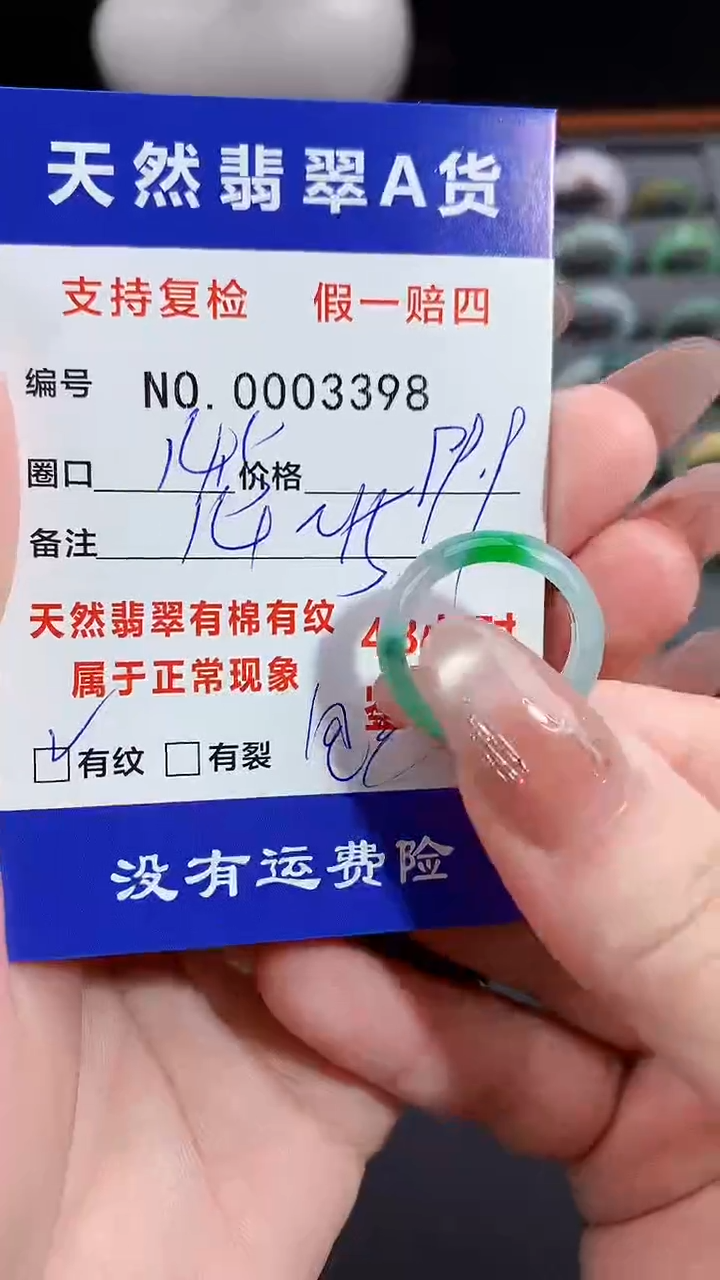 天然翡翠A货
支持复检 假一赔四
编号 NO.0003398
圈口 价格
备注
天然翡翠有棉有纹
属于正常现象
有纹 有裂
没有运费险